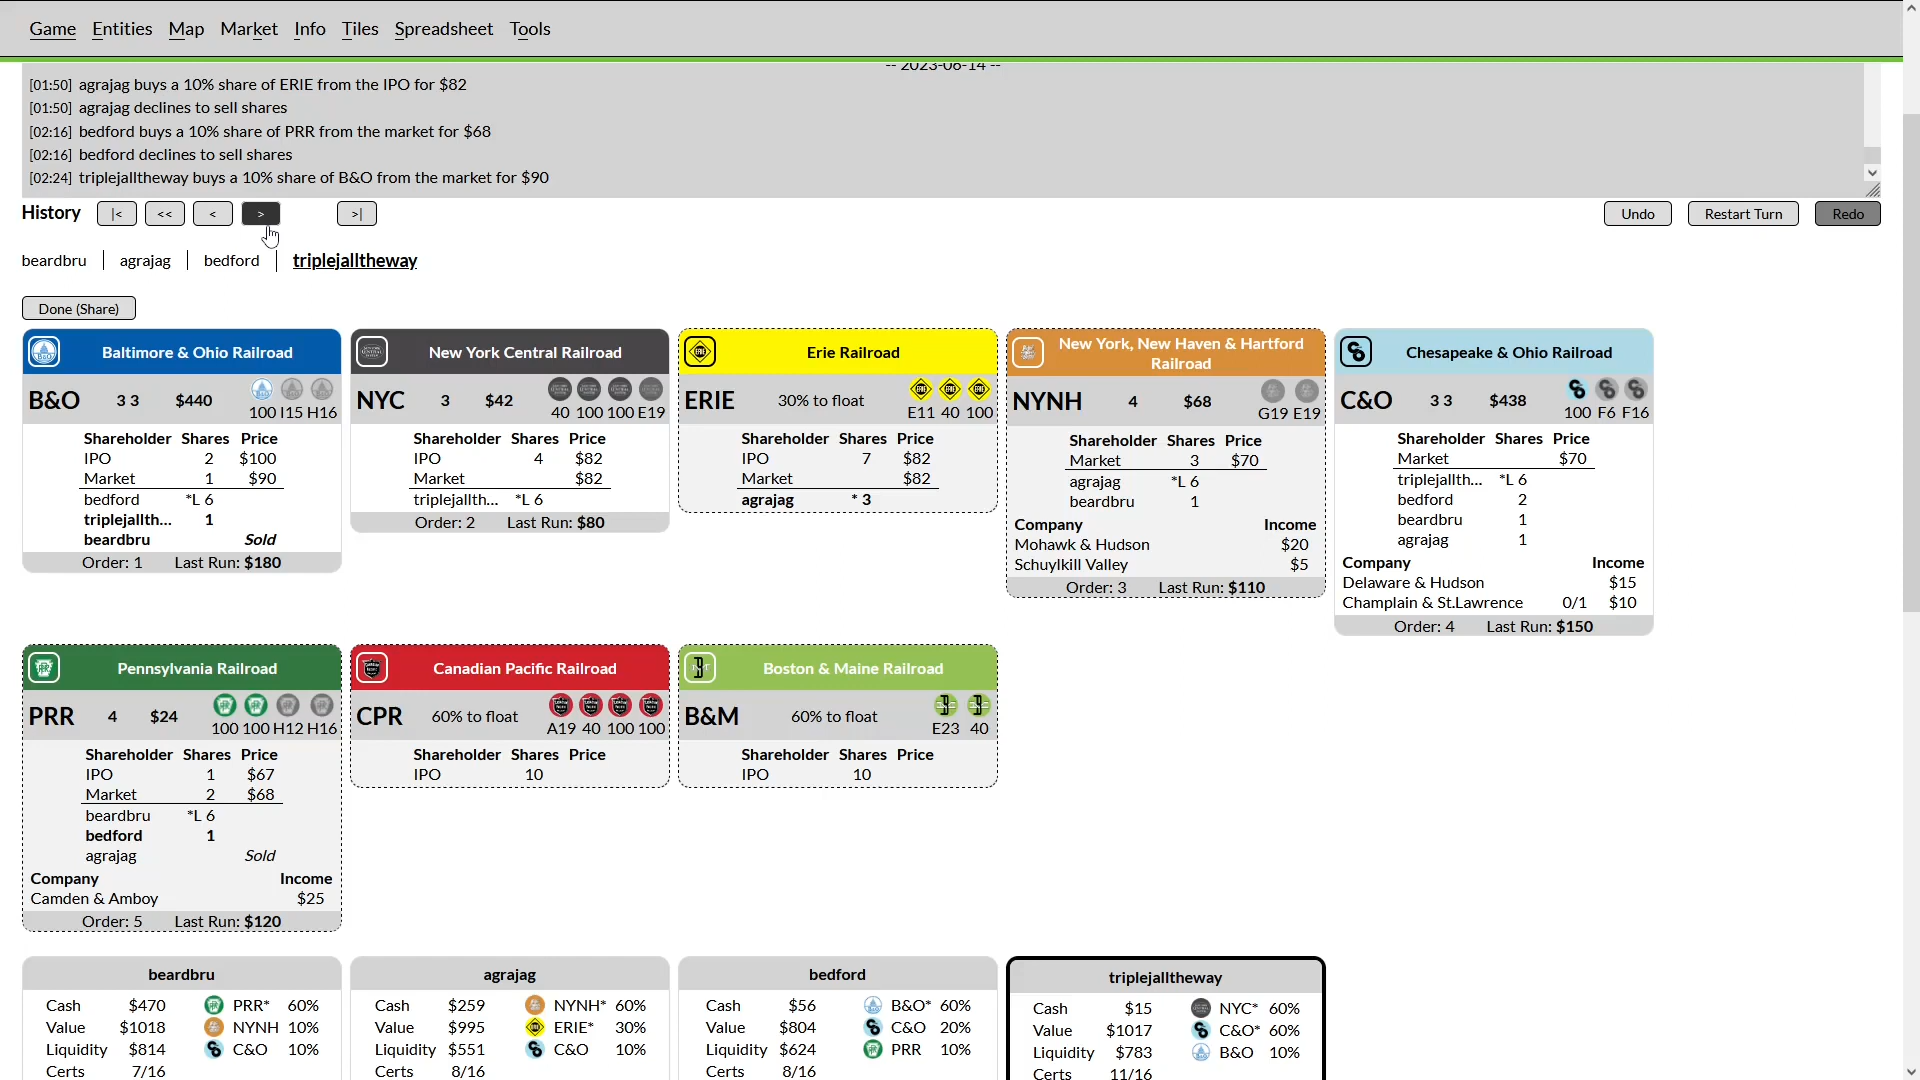 Game Entities Map Market Info Tiles Spreadsheet Tools
-- 2023-06-14 --
[01:50] agrajag buys a 10% share of ERIE from the IPO for $82
[01:50] agrajag declines to sell shares
[02:16] bedford buys a 10% share of PRR from the market for $68
[02:16] bedford declines to sell shares
[02:24] triplejalltheway buys a 10% share of B&O from the market for $90
History |< << < > >| Undo Restart Turn Redo
beardbru agrajag bedford triplejalltheway
Done (Share)
Baltimore & Ohio Railroad
B&O 3 3 $440 100 I15 H16
Shareholder Shares Price
IPO 2 $100
Market 1 $90
bedford *L 6
triplejallth... 1
beardbru Sold
Order: 1 Last Run: $180
New York Central Railroad
NYC 3 $42 40 100 100 E19
Shareholder Shares Price
IPO 4 $82
Market $82
triplejallth... *L 6
Order: 2 Last Run: $80
Erie Railroad
ERIE 30% to float E11 40 100
Shareholder Shares Price
IPO 7 $82
Market $82
agrajag * 3
New York, New Haven & Hartford
Railroad
NYNH 4 $68 G19 E19
Shareholder Shares Price
Market 3 $70
agrajag *L 6
beardbru 1
Company Income
Mohawk & Hudson $20
Schuylkill Valley $5
Order: 3 Last Run: $110
Chesapeake & Ohio Railroad
C&O 3 3 $438 100 F6 F16
Shareholder Shares Price
Market $70
triplejallth... *L 6
bedford 2
beardbru 1
agrajag 1
Company Income
Delaware & Hudson $15
Champlain & St.Lawrence 0/1 $10
Order: 4 Last Run: $150
Pennsylvania Railroad
PRR 4 $24 100 100 H12 H16
Shareholder Shares Price
IPO 1 $67
Market 2 $68
beardbru *L 6
bedford 1
agrajag Sold
Company Income
Camden & Amboy $25
Order: 5 Last Run: $120
Canadian Pacific Railroad
CPR 60% to float A19 40 100 100
Shareholder Shares Price
IPO 10
Boston & Maine Railroad
B&M 60% to float E23 40
Shareholder Shares Price
IPO 10
beardbru
Cash $470 PRR* 60%
Value $1018 NYNH 10%
Liquidity $814 C&O 10%
Certs 7/16
agrajag
Cash $259 NYNH* 60%
Value $995 ERIE* 30%
Liquidity $551 C&O 10%
Certs 8/16
bedford
Cash $56 B&O* 60%
Value $804 C&O 20%
Liquidity $624 PRR 10%
Certs 8/16
triplejalltheway
Cash $15 NYC* 60%
Value $1017 C&O* 60%
Liquidity $783 B&O 10%
Certs 11/16